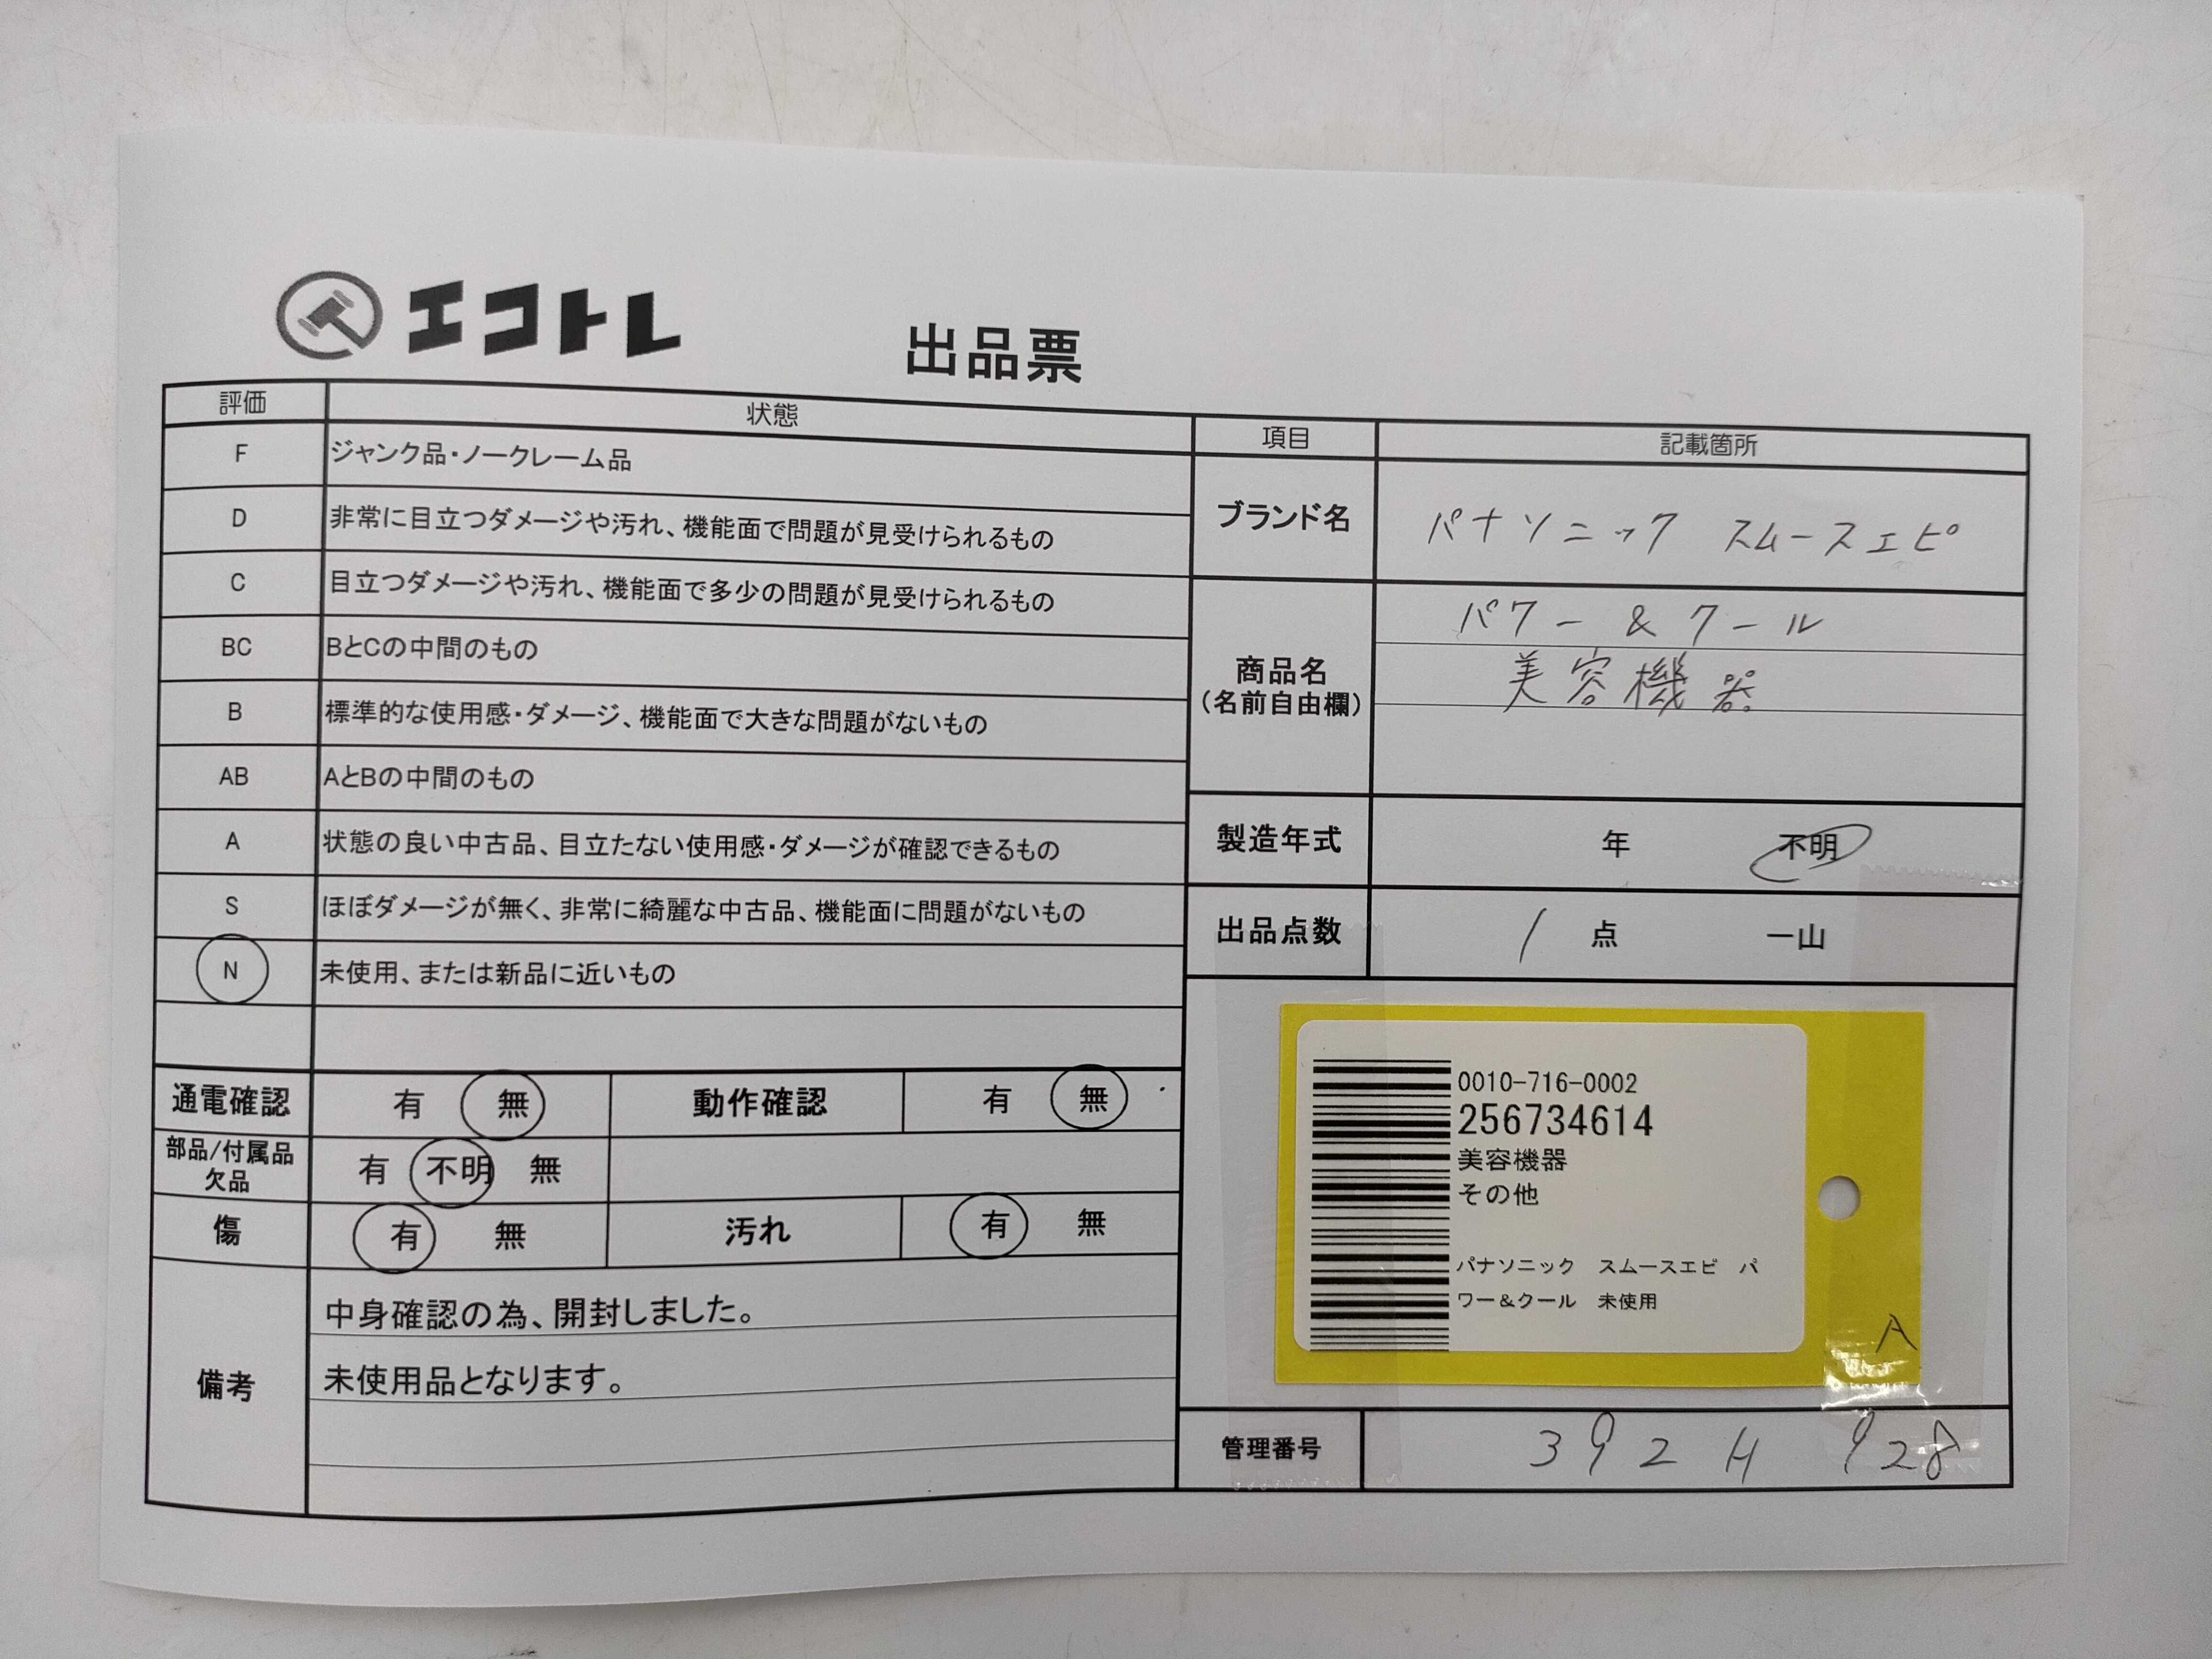 エコトレ
出品票
評価 状態
F ジャンク品・ノークレーム品
D 非常に目立つダメージや汚れ、機能面で問題が見受けられるもの
C 目立つダメージや汚れ、機能面で多少の問題が見受けられるもの
BC BとCの中間のもの
B 標準的な使用感・ダメージ、機能面で大きな問題がないもの
AB AとBの中間のもの
A 状態の良い中古品、目立たない使用感・ダメージが確認できるもの
S ほぼダメージが無く、非常に綺麗な中古品、機能面に問題がないもの
N 未使用、または新品に近いもの
通電確認 有 無 動作確認 有 無
部品/付属品
欠品 有 不明 無
傷 有 無 汚れ 有 無
備考
中身確認の為、開封しました。
未使用品となります。
項目 記載箇所
ブランド名 パナソニック スムースエピ
商品名
(名前自由欄)
パワー & クール
美容機器
製造年式 年 不明
出品点数 1 点 一山
0010-716-0002
256734614
美容機器
その他
パナソニック スムースエビ パ
ワー&クール 未使用
A
管理番号 392H 928